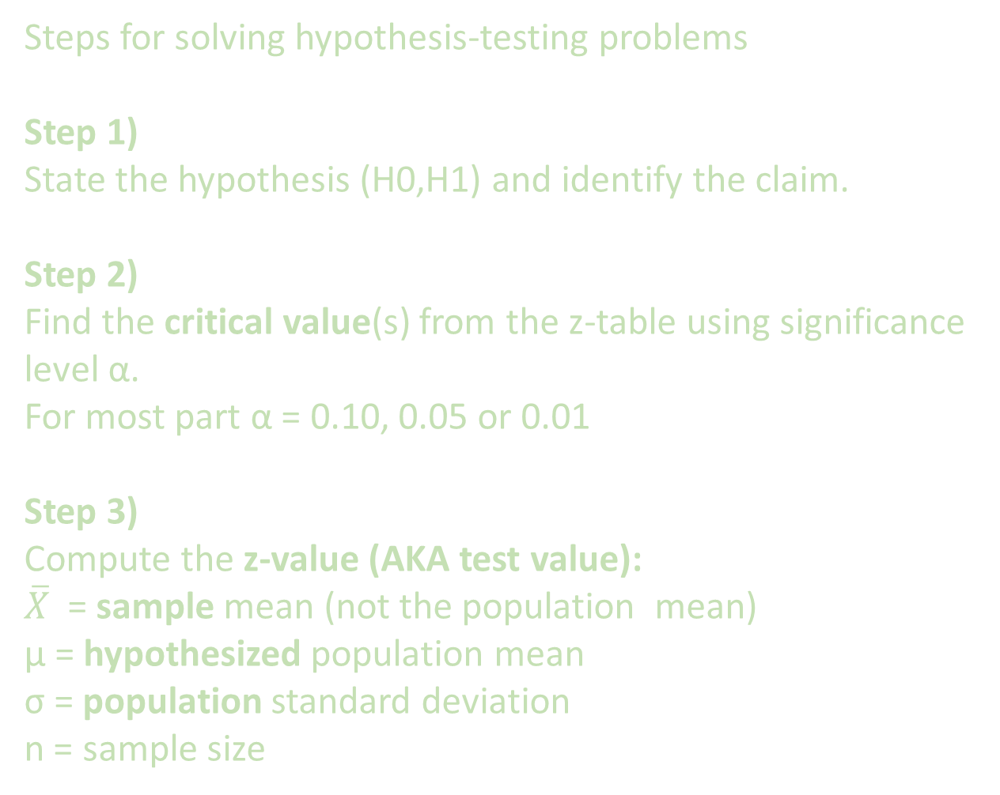 Steps for solving hypothesis-testing problems
Step 1)
State the hypothesis (H0,H1) and identify the claim.
Step 2)
Find the critical value(s) from the z-table using significance
level α.
For most part α = 0.10, 0.05 or 0.01
Step 3)
Compute the z-value (AKA test value):
X̅ = sample mean (not the population mean)
μ = hypothesized population mean
σ = population standard deviation
n = sample size